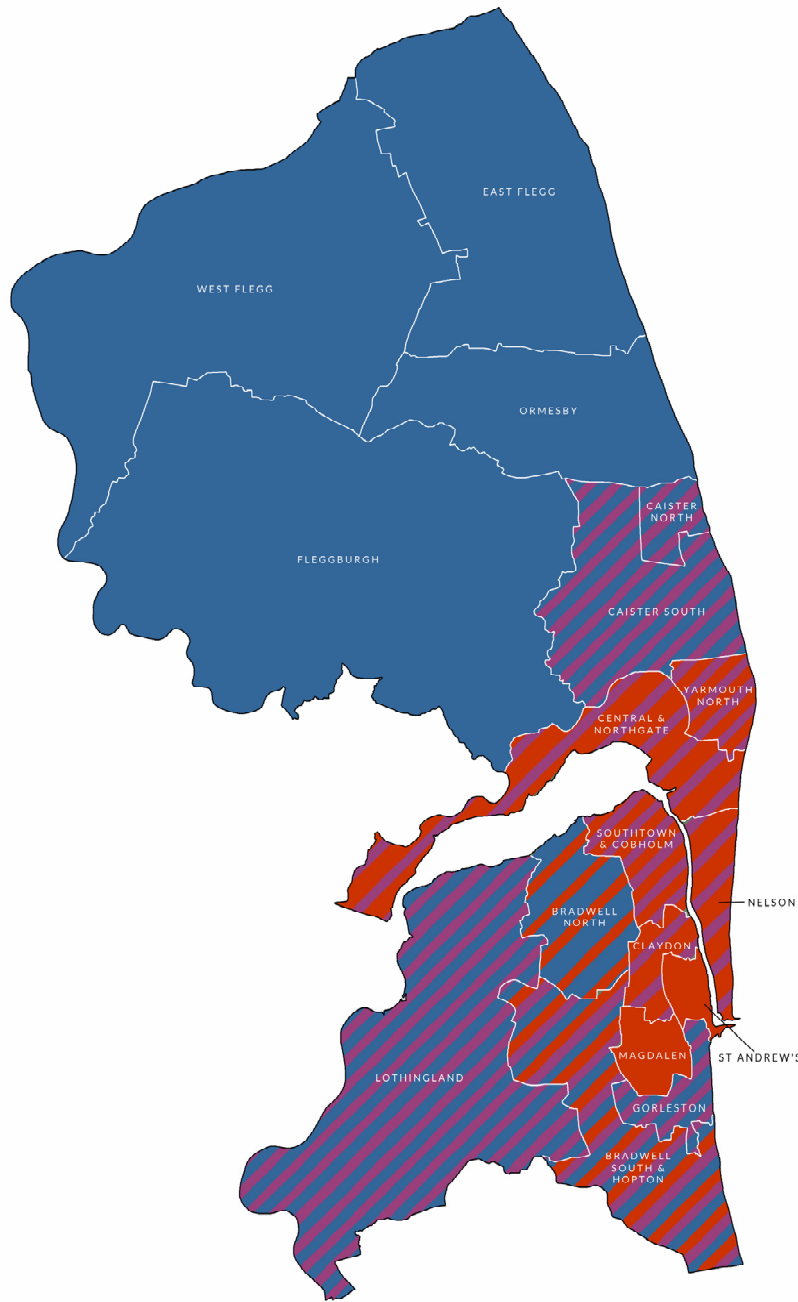 EAST FLEGG
WEST FLEGG
ORMESBY
CAISTER
NORTH
FLEGGBURGH
CAISTER SOUTH
YARMOUTH
NORTH
CENTRAL &
NORTHGATE
SOUTHTOWN
& COBHOLM
NELSON
BRADWELL
NORTH
CLAYDON
MAGDALEN
ST ANDREW'S
LOTHINGLAND
GORLESTON
BRADWELL
SOUTH &
HOPTON